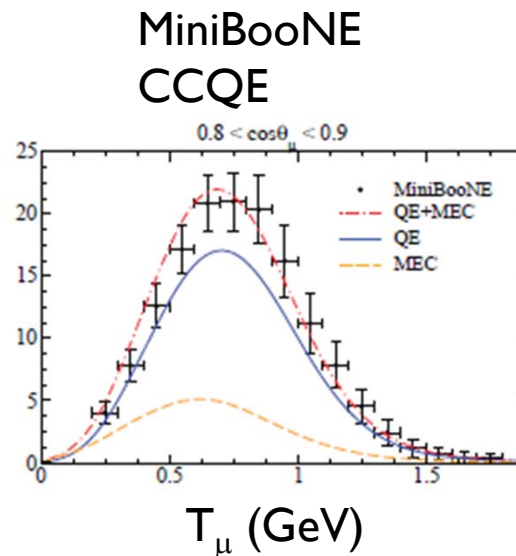 MiniBooNE
CCQE
0.8 < cosθμ < 0.9
25
20
15
10
5
0
MiniBooNE
QE+MEC
QE
MEC
0
0.5
1
1.5
Tμ (GeV)